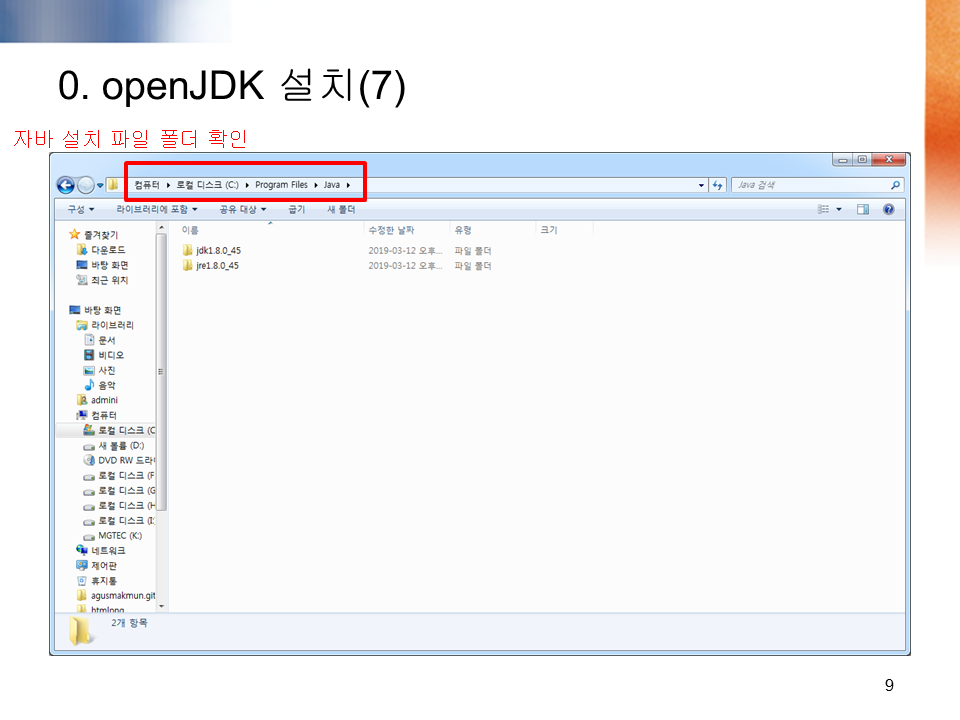 0. openJDK 설치(7)
자바 설치 파일 폴더 확인
컴퓨터 ▸ 로컬 디스크 (C:) ▸ Program Files ▸ Java ▸
Java 검색
구성 ▾ 라이브러리에 포함 ▾ 공유 대상 ▾ 굽기 새 폴더
이름 수정한 날짜 유형 크기
jdk1.8.0_45 2019-03-12 오후... 파일 폴더
jre1.8.0_45 2019-03-12 오후... 파일 폴더
즐겨찾기
다운로드
바탕 화면
최근 위치
바탕 화면
라이브러리
문서
비디오
사진
음악
admini
컴퓨터
로컬 디스크 (C
새 볼륨 (D:)
DVD RW 드라이
로컬 디스크 (F
로컬 디스크 (G
로컬 디스크 (H
로컬 디스크 (I:
MGTEC (K:)
네트워크
제어판
휴지통
agusmakmun.git
htmlpng
2개 항목
9